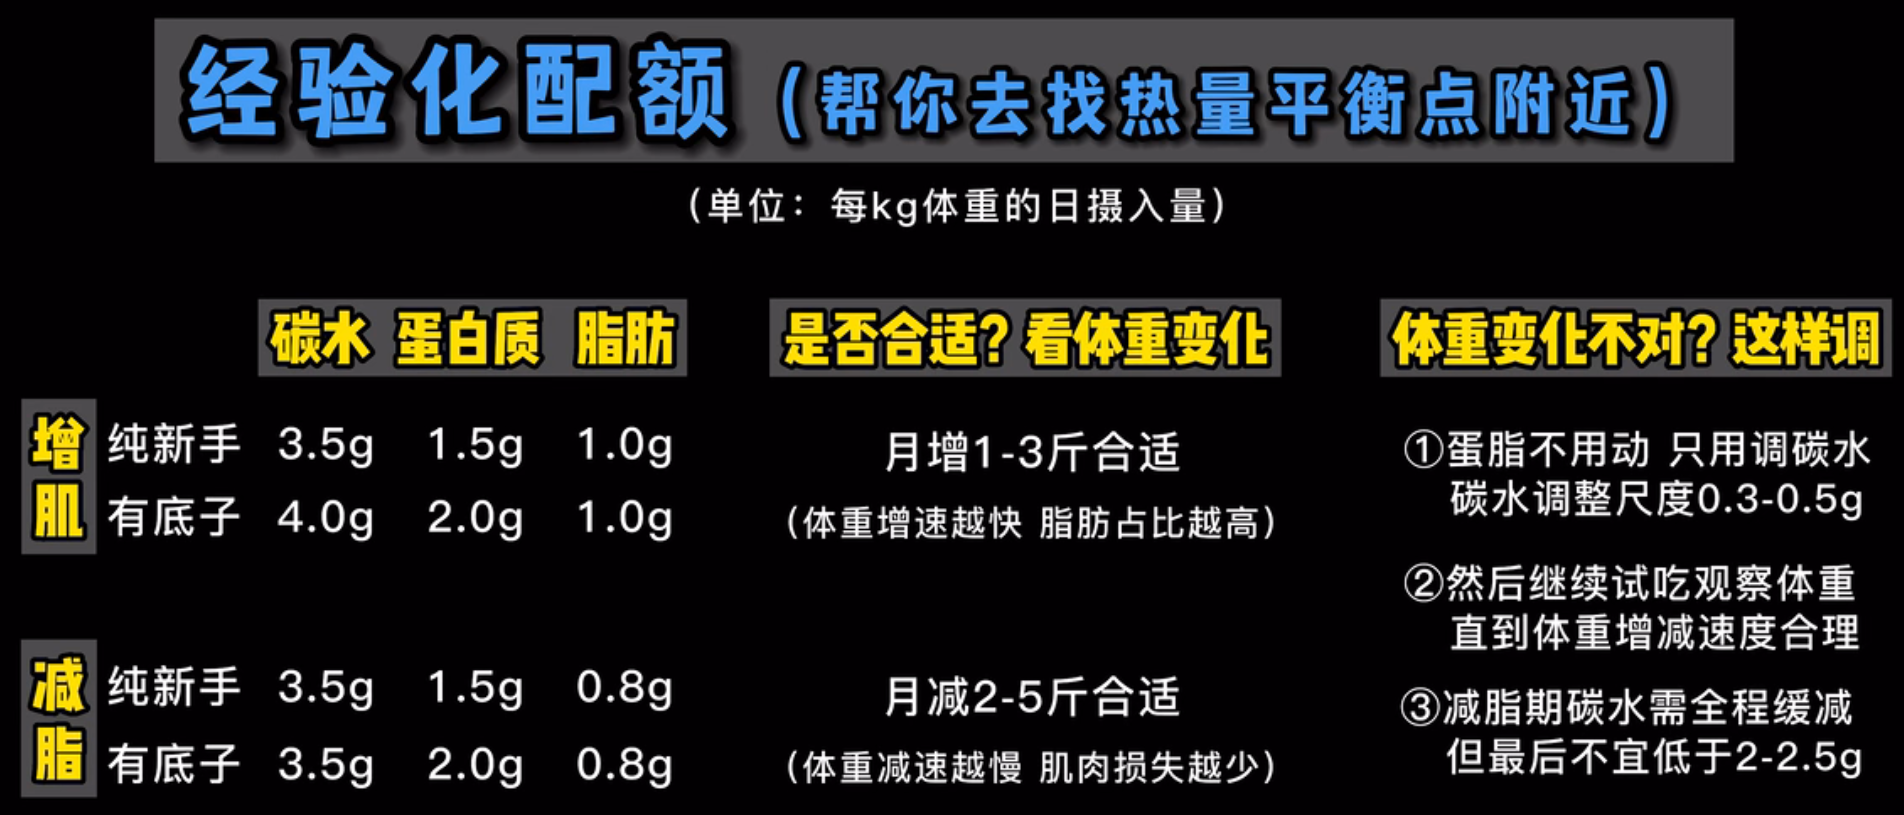 经验化配额（帮你去找热量平衡点附近）
（单位：每kg体重的日摄入量）
碳水 蛋白质 脂肪
是否合适？看体重变化
体重变化不对？这样调
增肌
纯新手 3.5g 1.5g 1.0g
有底子 4.0g 2.0g 1.0g
月增1-3斤合适
（体重增速越快 脂肪占比越高）
①蛋脂不用动 只用调碳水
碳水调整尺度0.3-0.5g
②然后继续试吃观察体重
直到体重增减速度合理
减脂
纯新手 3.5g 1.5g 0.8g
有底子 3.5g 2.0g 0.8g
月减2-5斤合适
（体重减速越慢 肌肉损失越少）
③减脂期碳水需全程缓减
但最后不宜低于2-2.5g